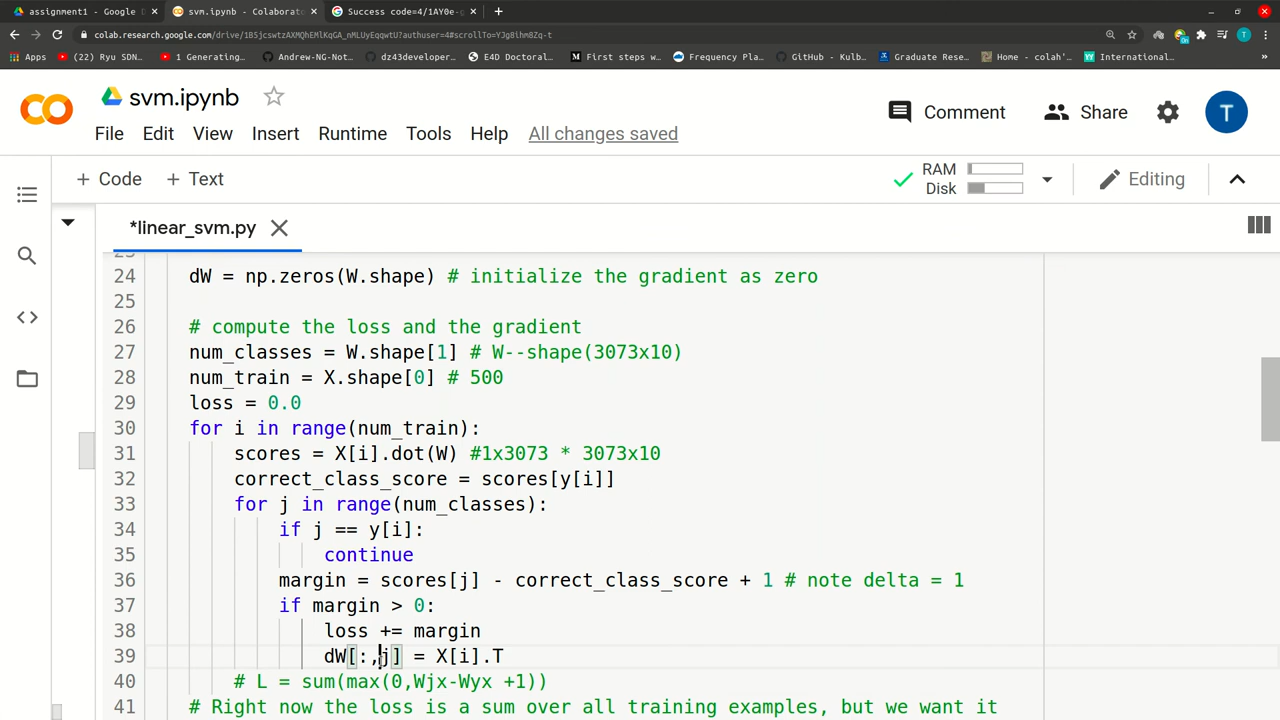 assignment1 - Google D
svm.ipynb - Colaborato
Success code=4/1AY0e-g
colab.research.google.com/drive/1BSjcswtzAXMQhEMlKqGA_nMLUyEqqwtU?authuser=4#scrollTo=YJg8ihm8Zq-t
Apps
(22) Ryu SDN…
1 Generating…
Andrew-NG-Not…
dz43developer…
E4D Doctoral…
First steps w…
Frequency Pla…
GitHub - Kulb…
Graduate Rese…
Home - colah'…
International…
»
svm.ipynb
Comment
Share
T
File Edit View Insert Runtime Tools Help All changes saved
+ Code + Text
RAM
Disk
Editing
*linear_svm.py
24 dW = np.zeros(W.shape) # initialize the gradient as zero
25
26 # compute the loss and the gradient
27 num_classes = W.shape[1] # W--shape(3073x10)
28 num_train = X.shape[0] # 500
29 loss = 0.0
30 for i in range(num_train):
31 scores = X[i].dot(W) #1x3073 * 3073x10
32 correct_class_score = scores[y[i]]
33 for j in range(num_classes):
34 if j == y[i]:
35 continue
36 margin = scores[j] - correct_class_score + 1 # note delta = 1
37 if margin > 0:
38 loss += margin
39 dW[:,j] = X[i].T
40 # L = sum(max(0,Wjx-Wyx +1))
41 # Right now the loss is a sum over all training examples, but we want it